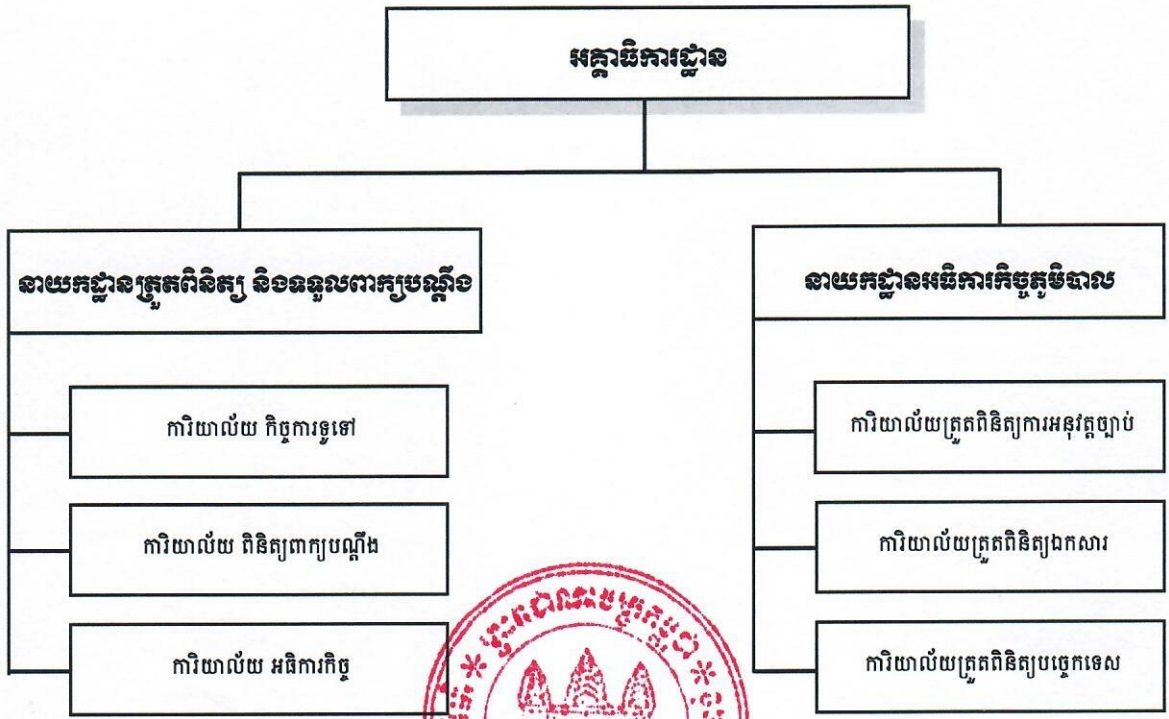 អគ្គាធិការដ្ឋាន
នាយកដ្ឋានត្រួតពិនិត្យ និងទទួលពាក្យបណ្តឹង
នាយកដ្ឋានអធិការកិច្ចភូមិបាល
ការិយាល័យ កិច្ចការទូទៅ
ការិយាល័យត្រួតពិនិត្យការអនុវត្តច្បាប់
ការិយាល័យ ពិនិត្យពាក្យបណ្តឹង
ការិយាល័យត្រួតពិនិត្យឯកសារ
ការិយាល័យ អធិការកិច្ច
ការិយាល័យត្រួតពិនិត្យបច្ចេកទេស